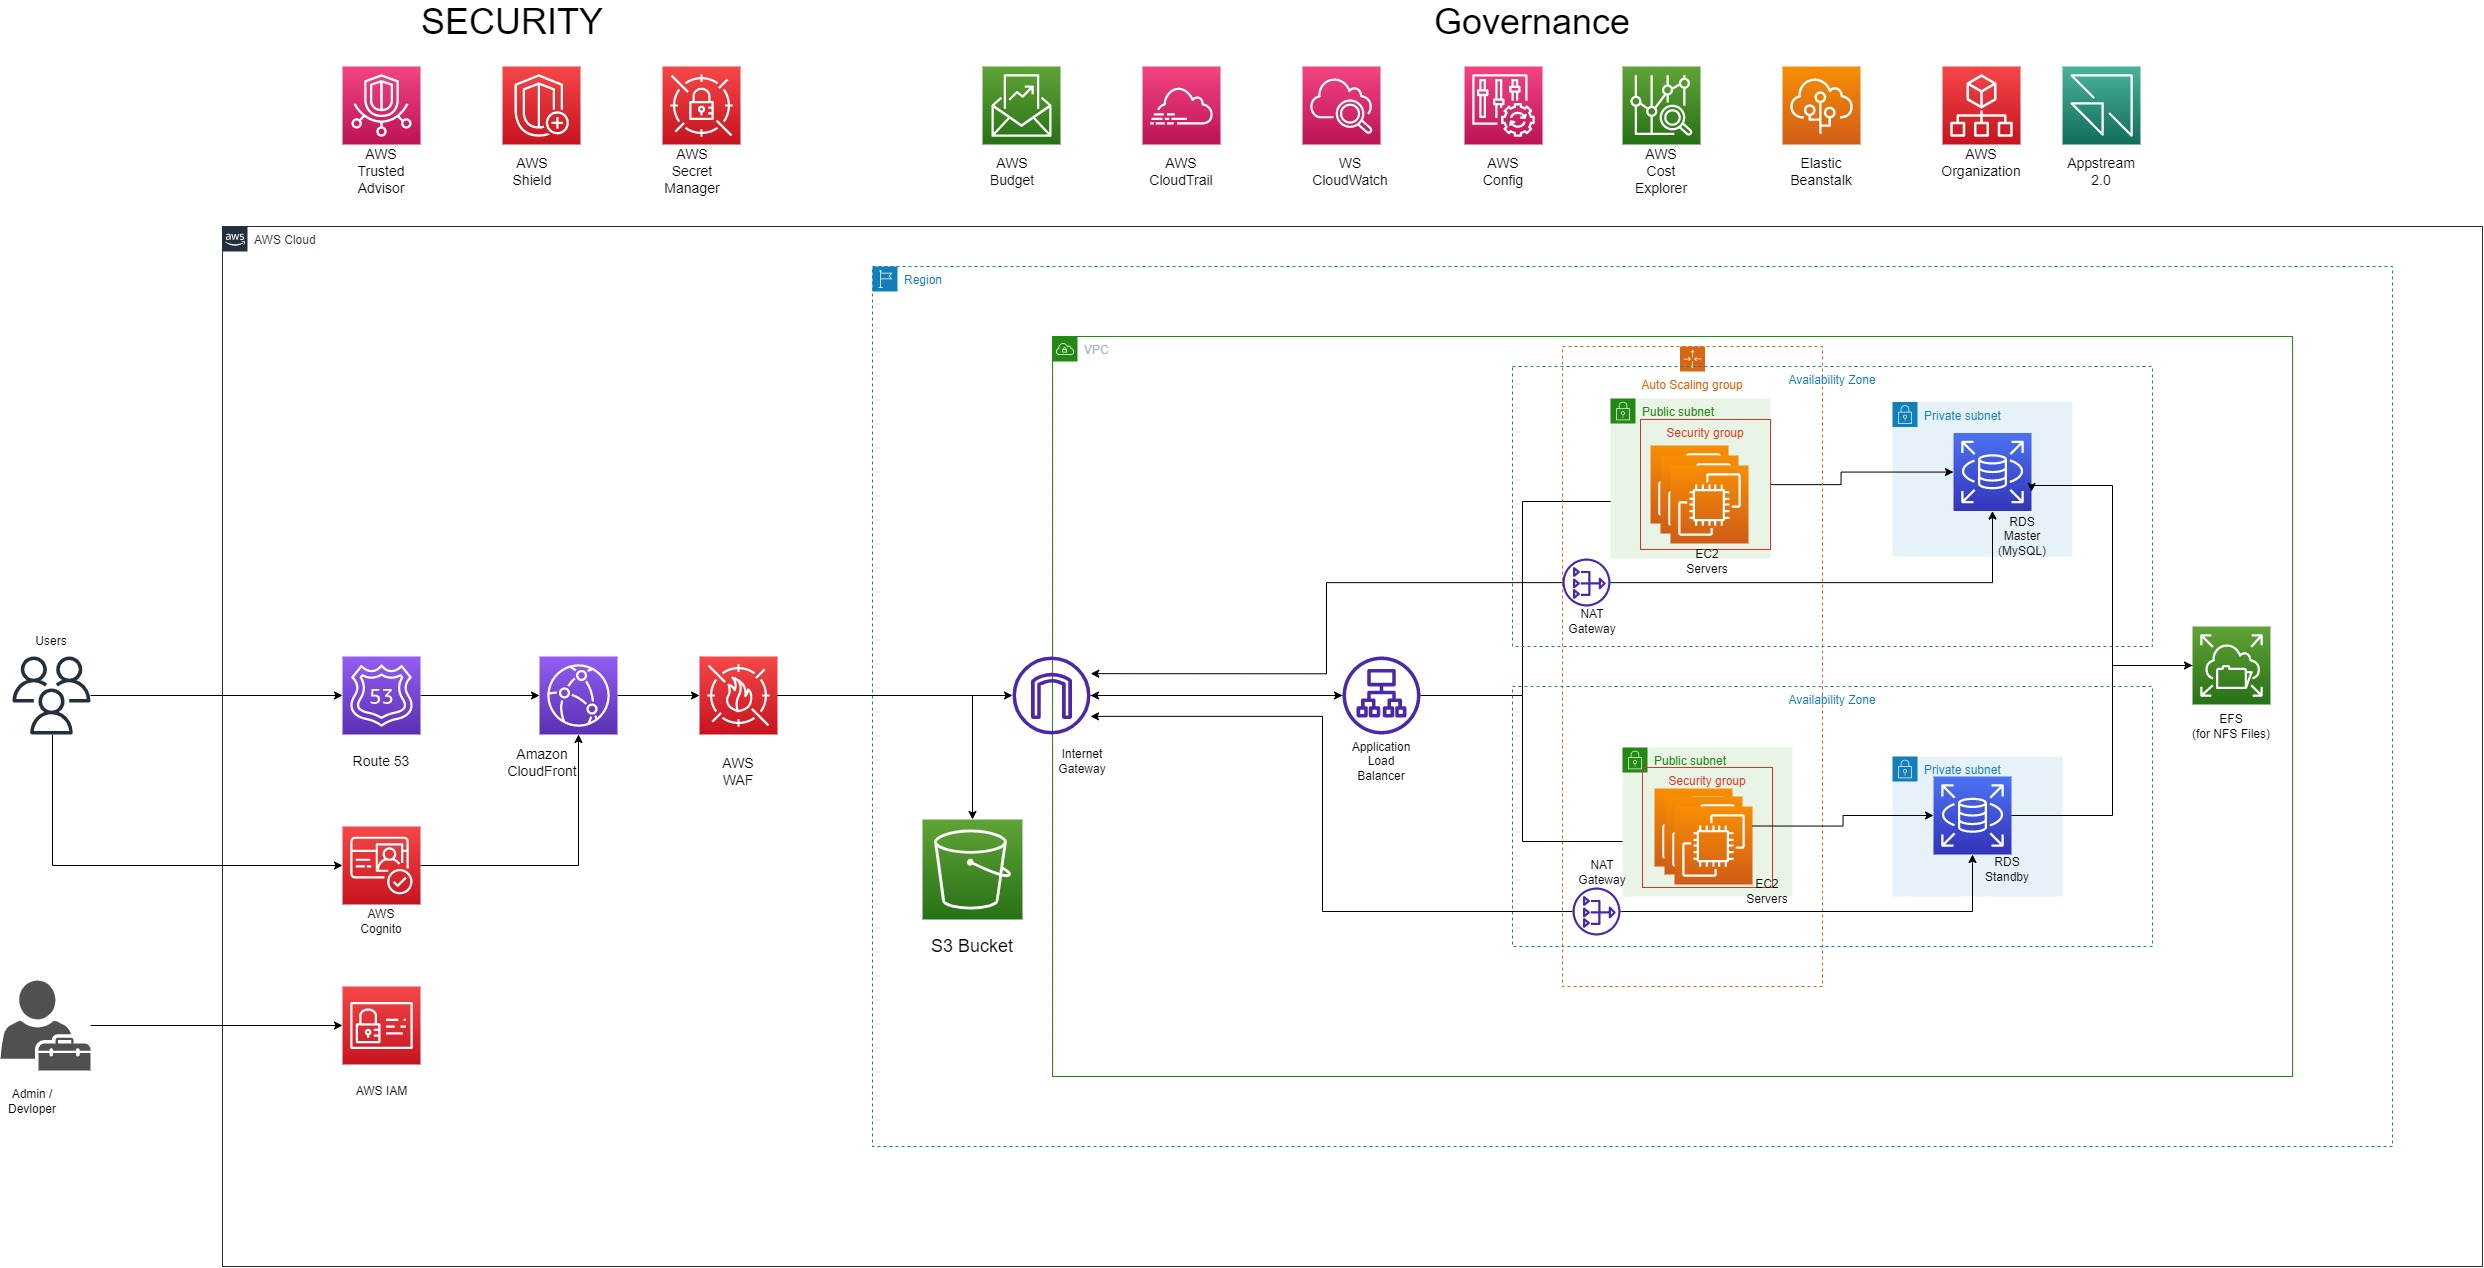 SECURITY
Governance
AWS
Trusted
Advisor
AWS
Shield
AWS
Secret
Manager
AWS
Budget
AWS
CloudTrail
WS
CloudWatch
AWS
Config
AWS
Cost
Explorer
Elastic
Beanstalk
AWS
Organization
Appstream
2.0
aws
AWS Cloud
Region
VPC
Auto Scaling group
Availability Zone
Public subnet
Security group
EC2
Servers
Private subnet
RDS
Master
(MySQL)
NAT
Gateway
Users
53
Route 53
Amazon
CloudFront
AWS
WAF
Internet
Gateway
Application
Load
Balancer
EFS
(for NFS Files)
Availability Zone
Public subnet
Security group
EC2
Servers
Private subnet
RDS
Standby
NAT
Gateway
S3 Bucket
AWS
Cognito
AWS IAM
Admin /
Devloper